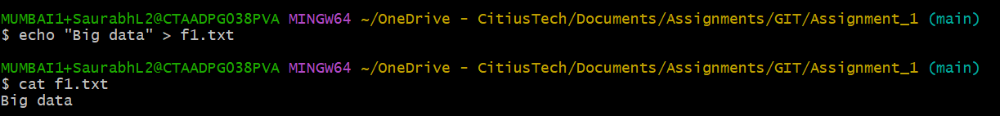 MUMBAI1+SaurabhL2@CTAADPG038PVA MINGW64 ~/OneDrive - CitiusTech/Documents/Assignments/GIT/Assignment_1 (main)
$ echo "Big data" > f1.txt
MUMBAI1+SaurabhL2@CTAADPG038PVA MINGW64 ~/OneDrive - CitiusTech/Documents/Assignments/GIT/Assignment_1 (main)
$ cat f1.txt
Big data